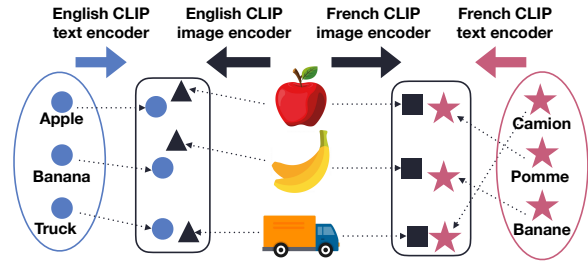 English CLIP
text encoder
English CLIP
image encoder
French CLIP
image encoder
French CLIP
text encoder
Apple
Banana
Truck
Camion
Pomme
Banane